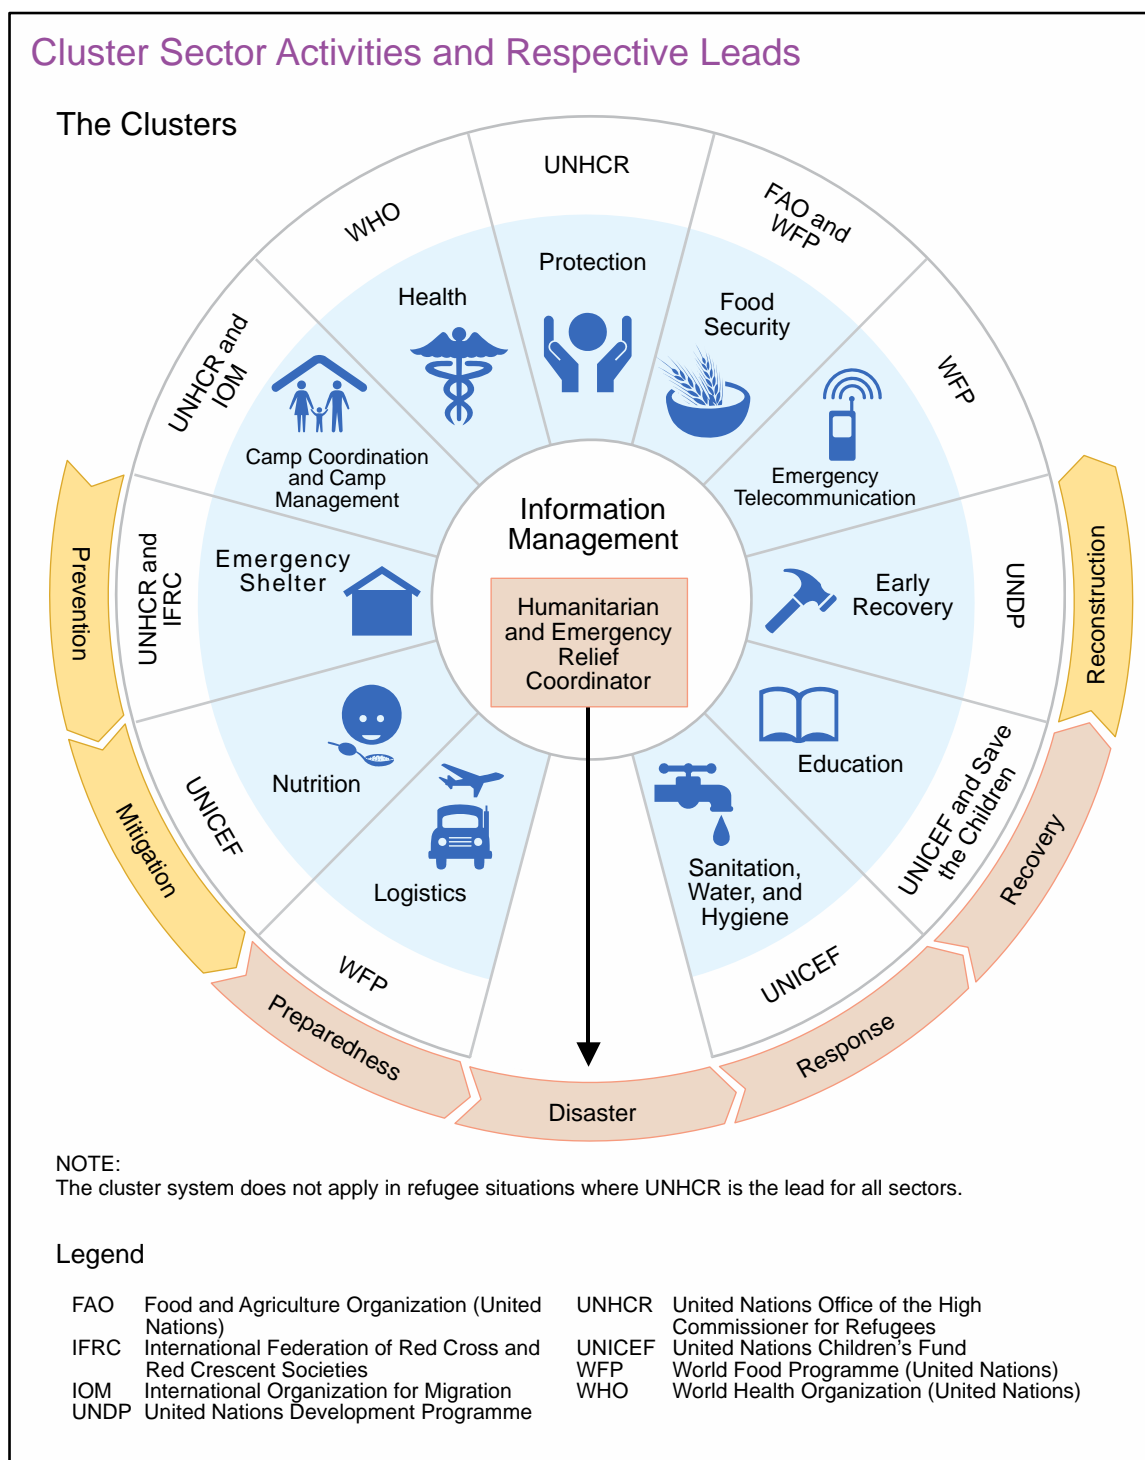 Cluster Sector Activities and Respective Leads
The Clusters
UNHCR
Protection
FAO and
WFP
Food
Security
WFP
Emergency
Telecommunication
UNDP
Early
Recovery
UNICEF and Save
the Children
Education
UNICEF
Sanitation,
Water, and
Hygiene
WFP
Logistics
UNICEF
Nutrition
UNHCR and
IFRC
Emergency
Shelter
UNHCR and
IOM
Camp Coordination
and Camp
Management
WHO
Health
Information
Management
Humanitarian
and Emergency
Relief
Coordinator
Prevention
Mitigation
Preparedness
Disaster
Response
Recovery
Reconstruction
NOTE:
The cluster system does not apply in refugee situations where UNHCR is the lead for all sectors.
Legend
FAO Food and Agriculture Organization (United
Nations)
IFRC International Federation of Red Cross and
Red Crescent Societies
IOM International Organization for Migration
UNDP United Nations Development Programme
UNHCR United Nations Office of the High
Commissioner for Refugees
UNICEF United Nations Children’s Fund
WFP World Food Programme (United Nations)
WHO World Health Organization (United Nations)